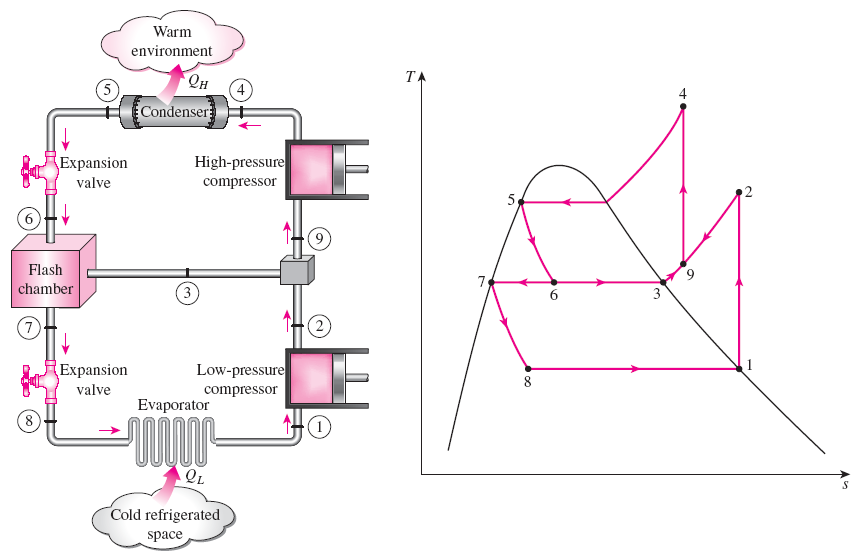 Warm
environment
Q_H
5
4
Condenser
Expansion
valve
High-pressure
compressor
6
9
Flash
chamber
3
7
2
Expansion
valve
Low-pressure
compressor
Evaporator
8
1
Q_L
Cold refrigerated
space
T
4
2
5
9
7
6
3
8
1
s